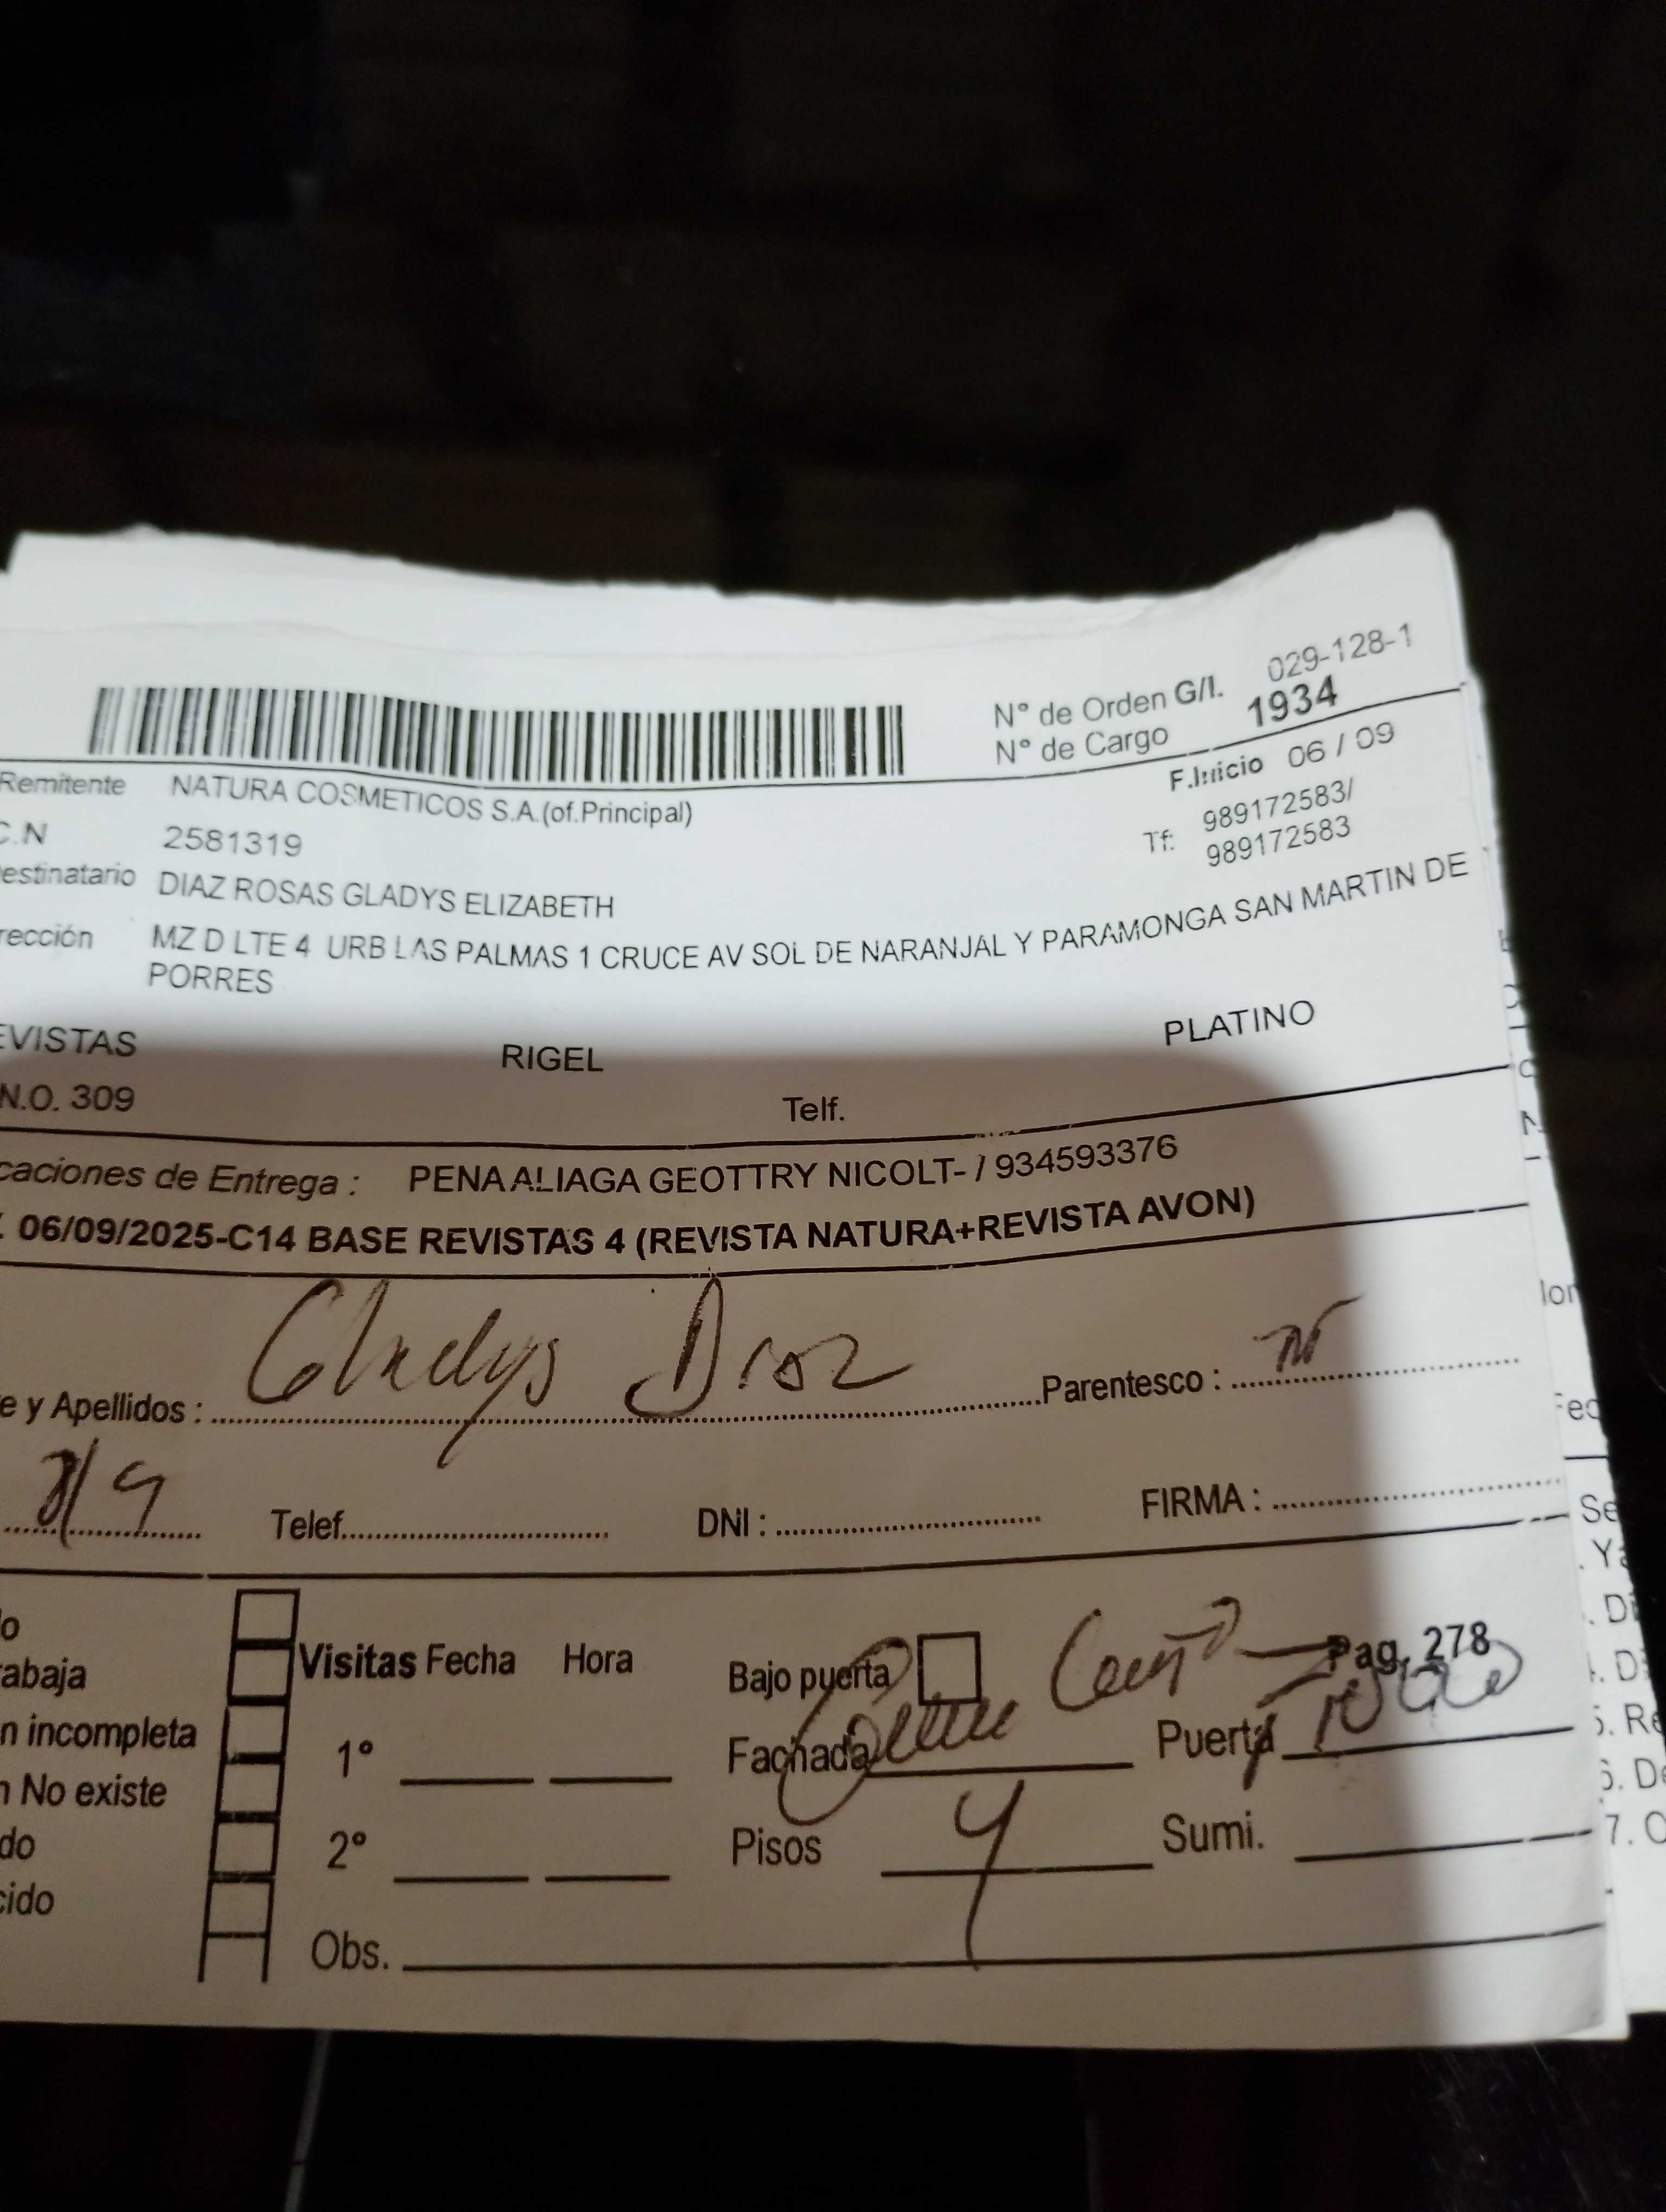 N° de Orden G/I. 029-128-1
N° de Cargo 1934
F.Inicio 06 / 09
Remitente NATURA COSMETICOS S.A.(of.Principal)
C.N 2581319
Tf: 989172583/
989172583
estinatario DIAZ ROSAS GLADYS ELIZABETH
rección MZ D LTE 4 URB LAS PALMAS 1 CRUCE AV SOL DE NARANJAL Y PARAMONGA SAN MARTIN DE
PORRES
EVISTAS RIGEL PLATINO
N.O. 309 Telf.
caciones de Entrega : PENA ALIAGA GEOTTRY NICOLT- / 934593376
06/09/2025-C14 BASE REVISTAS 4 (REVISTA NATURA+REVISTA AVON)
e y Apellidos : Gladys Diaz Parentesco :
8/9 Telef. DNI : FIRMA :
o
abaja Visitas Fecha Hora Bajo puerta Pag. 278
n incompleta 1° Fachada Puerta
n No existe
do 2° Pisos 4 Sumi.
cido
Obs.